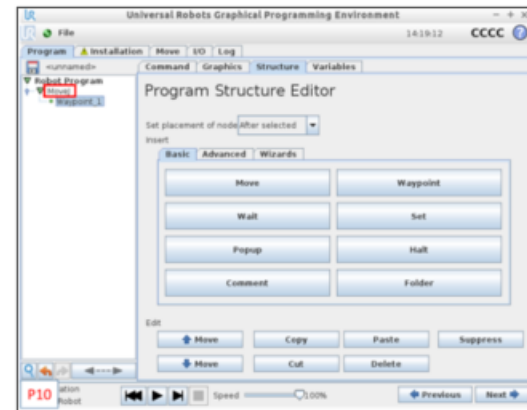 Universal Robots Graphical Programming Environment
File
14:19:12 CCCC ?
Program Installation Move I/O Log
<unnamed> Command Graphics Structure Variables
Robot Program
MoveJ
Waypoint_1
Program Structure Editor
Set placement of node After selected
Insert
Basic Advanced Wizards
Move Waypoint
Wait Set
Popup Halt
Comment Folder
Edit
Move Copy Paste Suppress
Move Cut Delete
P10
Robot
Speed 100%
Previous Next